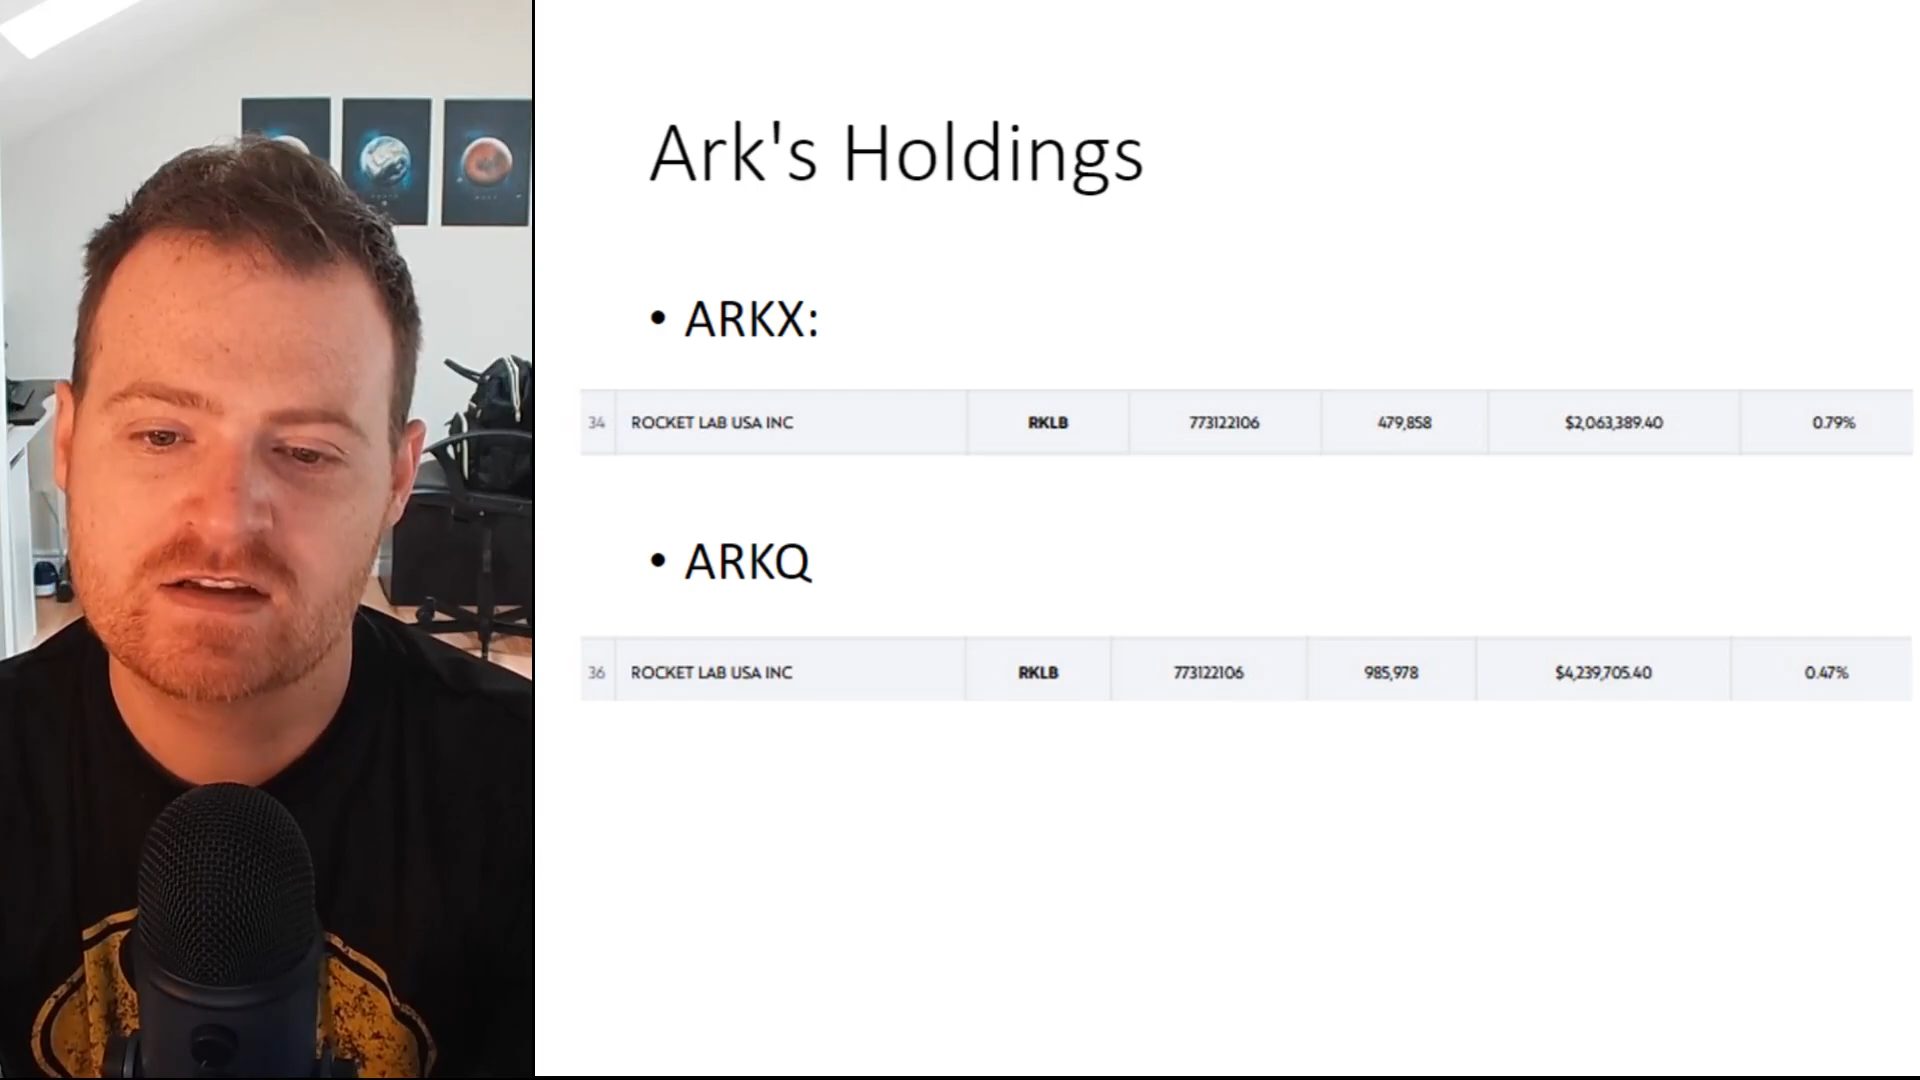 Ark's Holdings
• ARKX:
34 ROCKET LAB USA INC RKLB 773122106 479,858 $2,063,389.40 0.79%
• ARKQ
36 ROCKET LAB USA INC RKLB 773122106 985,978 $4,239,705.40 0.47%